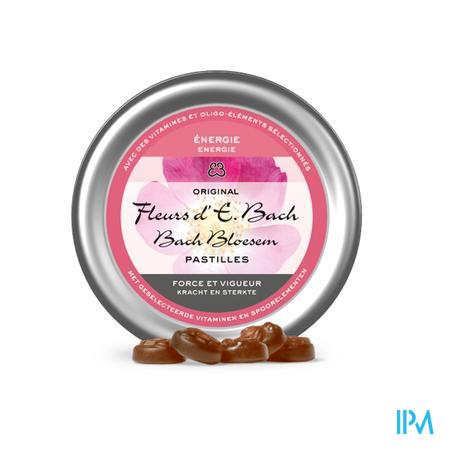 AVEC DES VITAMINES ET OLIGO-ÉLÉMENTS SÉLECTIONNÉS
ÉNERGIE
ENERGIE
ORIGINAL
Fleurs d'E. Bach
Bach Bloesem
PASTILLES
FORCE ET VIGUEUR
KRACHT EN STERKTE
MET GESELECTEERDE VITAMINEN EN SPOORELEMENTEN
IPM